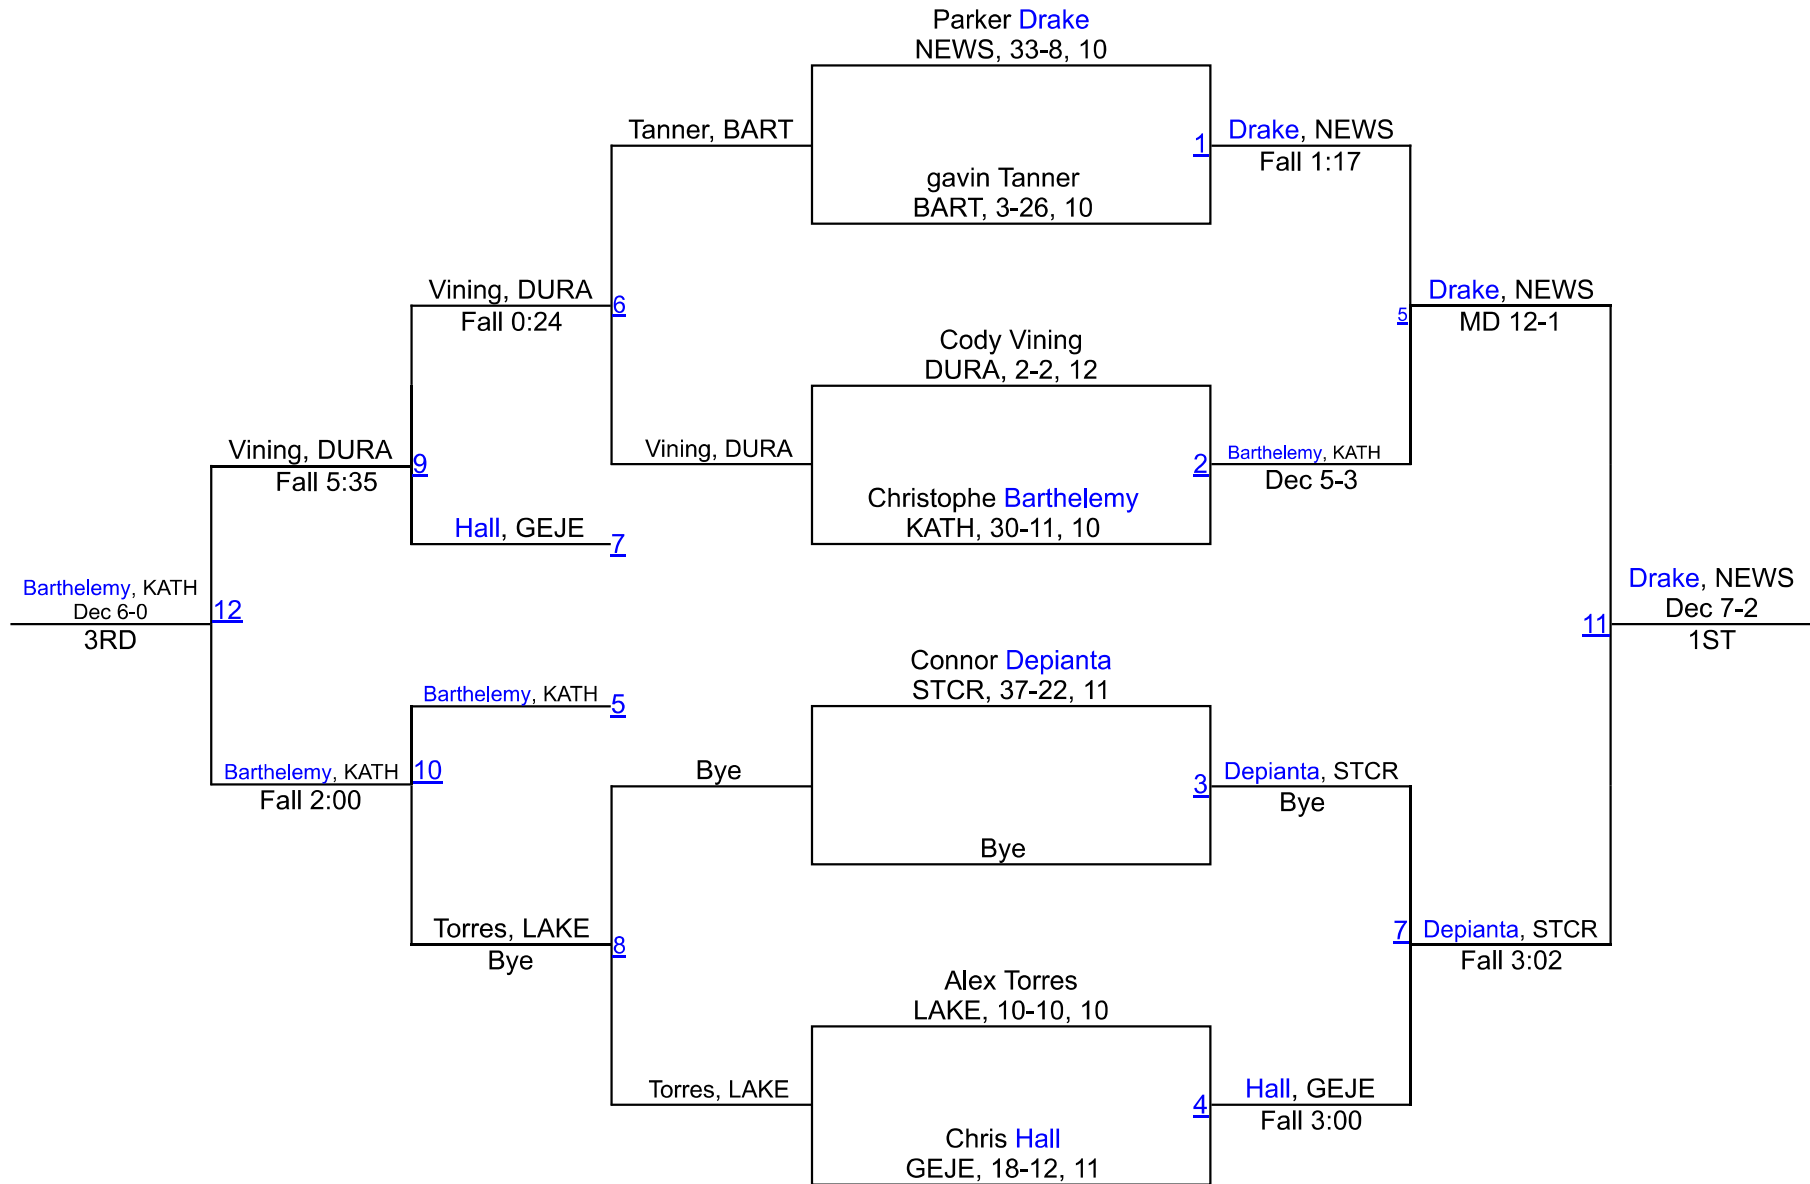 Parker Drake
NEWS, 33-8, 10
Tanner, BART
1
Drake, NEWS
Fall 1:17
gavin Tanner
BART, 3-26, 10
Vining, DURA
Fall 0:24
6
Drake, NEWS
MD 12-1
5
Cody Vining
DURA, 2-2, 12
Vining, DURA
Fall 5:35
9
Vining, DURA
2
Barthelemy, KATH
Dec 5-3
Christophe Barthelemy
KATH, 30-11, 10
Hall, GEJE
7
Barthelemy, KATH
Dec 6-0
3RD
12
Drake, NEWS
Dec 7-2
1ST
11
Connor Depianta
STCR, 37-22, 11
Barthelemy, KATH
5
Barthelemy, KATH
Fall 2:00
10
Bye
3
Depianta, STCR
Bye
Bye
Torres, LAKE
Bye
8
7
Depianta, STCR
Fall 3:02
Alex Torres
LAKE, 10-10, 10
Torres, LAKE
4
Hall, GEJE
Fall 3:00
Chris Hall
GEJE, 18-12, 11